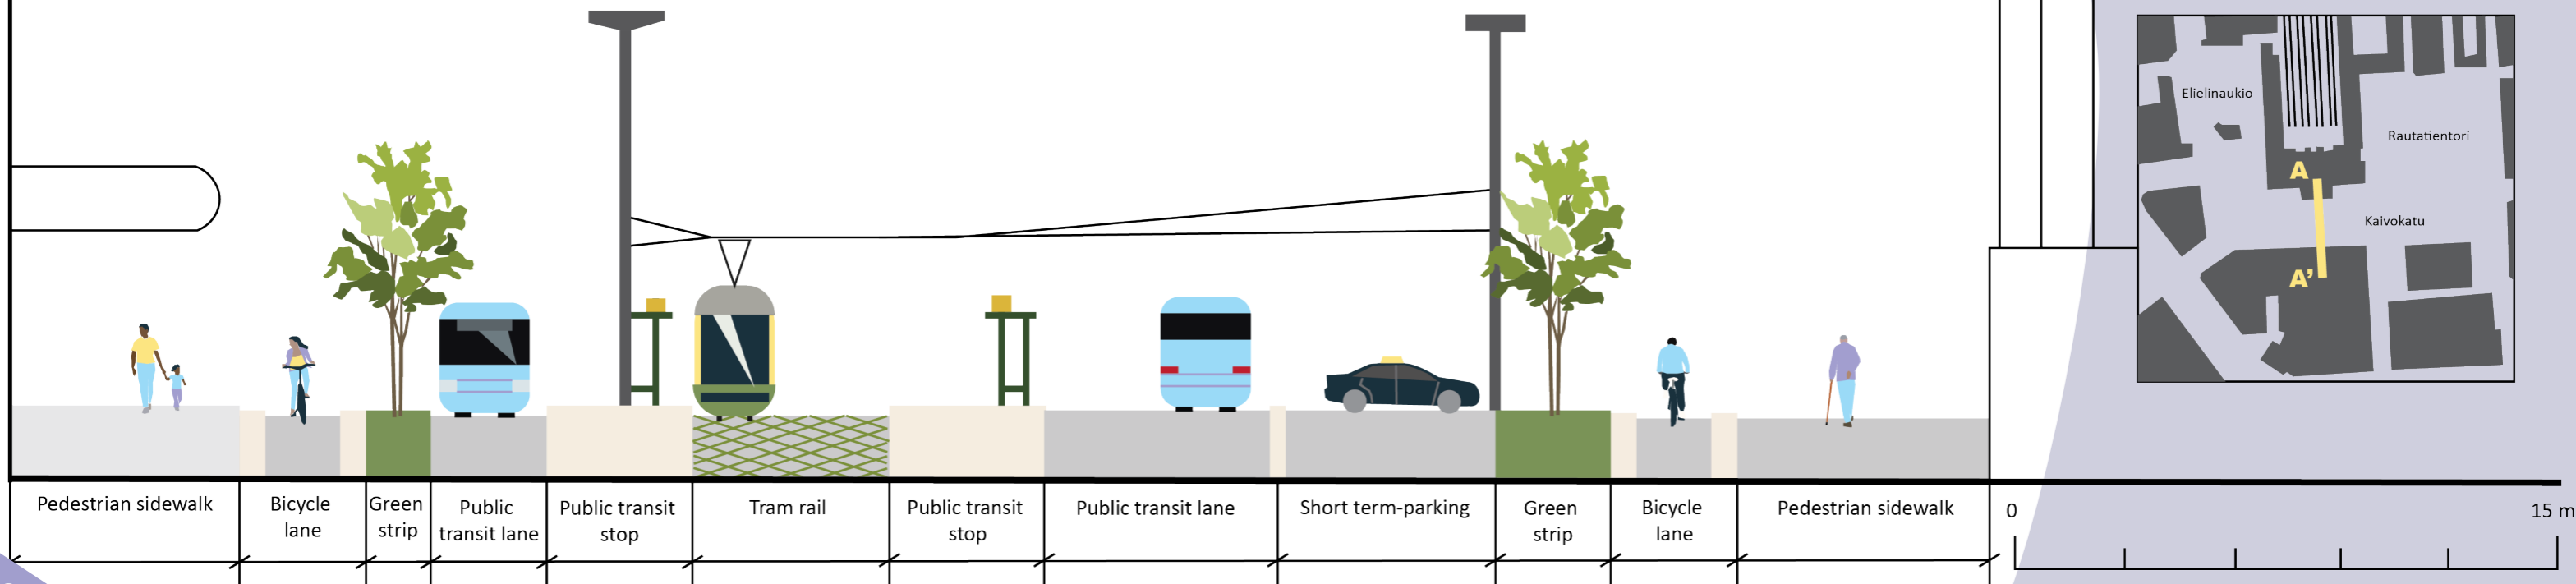 Elielinaukio
Rautatientori
A
Kaivokatu
A’
Pedestrian sidewalk
Bicycle
lane
Green
strip
Public
transit lane
Public transit
stop
Tram rail
Public transit
stop
Public transit lane
Short term-parking
Green
strip
Bicycle
lane
Pedestrian sidewalk
0
15 m